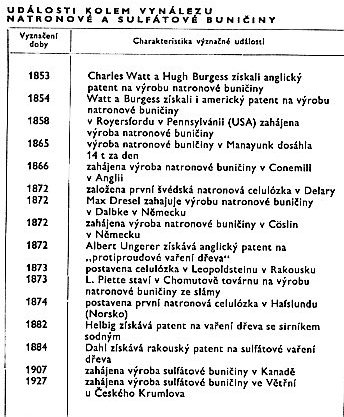 UDÁLOSTI KOLEM VYNÁLEZU
NATRONOVÉ A SULFÁTOVÉ BUNIČINY
Vyznačení doby
Charakteristika význačné události
1853 Charles Watt a Hugh Burgess získali anglický
patent na výrobu natronové buničiny
1854 Watt a Burgess získali i americký patent na výrobu
natronové buničiny
1858 v Royersfordu v Pennsylvánii (USA) zahájena
výroba natronové buničiny
1865 výroba natronové buničiny v Manayunk dosáhla
14 t za den
1866 zahájena výroba natronové buničiny v Conemill
v Anglii
1872 založena první švédská natronová celulózka v Delary
1872 Max Dresel zahajuje výrobu natronové buničiny
v Dalbke v Německu
1872 zahájena výroba natronové buničiny v Cöslin
v Německu
1872 Albert Ungerer získává anglický patent na
„protiproudové vaření dřeva“
1873 postavena celulózka v Leopoldsteinu v Rakousku
1873 L. Piette staví v Chomutově továrnu na výrobu
natronové buničiny ze slámy
1874 postavena první natronová celulózka v Hafslundu
(Norsko)
1882 Helbig získává patent na vaření dřeva se sirníkem
sodným
1884 Dahl získává rakouský patent na sulfátové vaření
dřeva
1907 zahájena výroba sulfátové buničiny v Kanadě
1927 zahájena výroba sulfátové buničiny ve Větřní
u Českého Krumlova